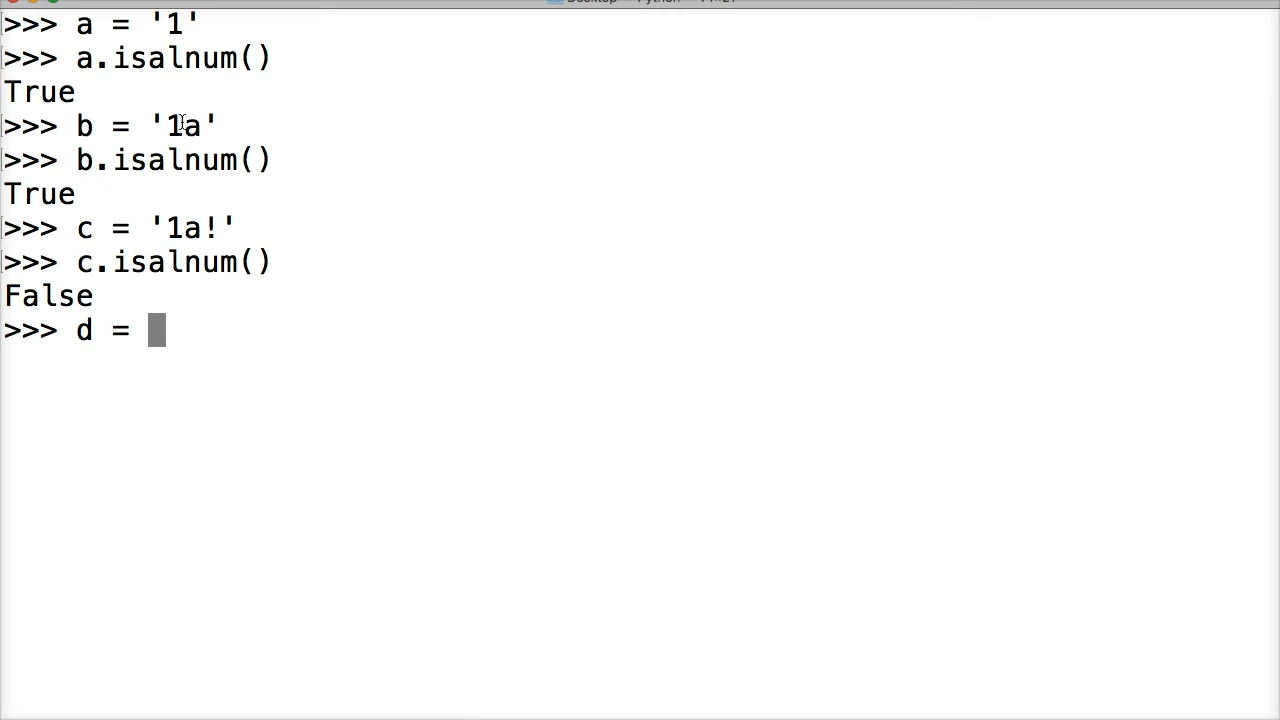 >>> a = '1'
>>> a.isalnum()
True
>>> b = '1a'
>>> b.isalnum()
True
>>> c = '1a!'
>>> c.isalnum()
False
>>> d =